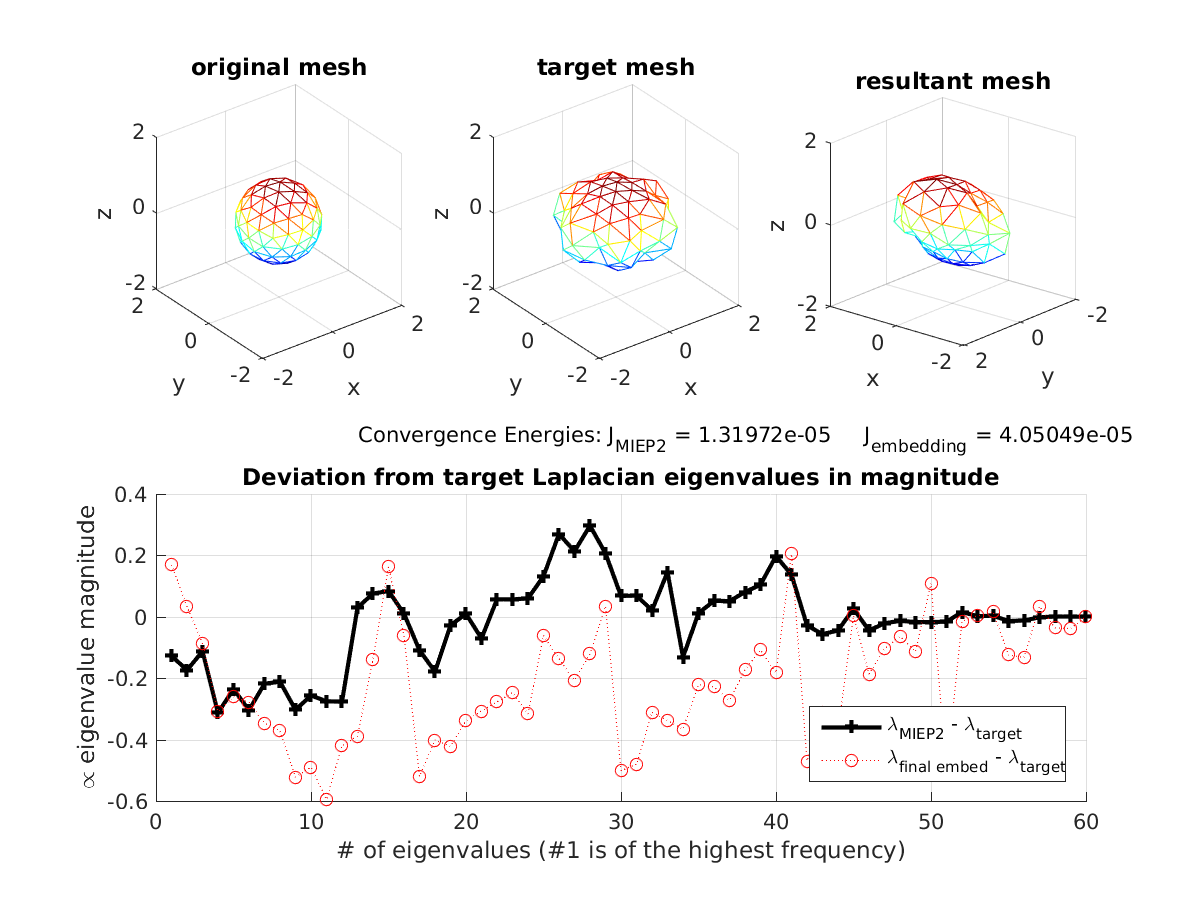 original mesh
target mesh
resultant mesh
2
0
-2
z
2
0
-2
y
-2
0
2
x
2
0
-2
z
2
0
-2
y
-2
0
2
x
2
0
-2
z
2
0
-2
x
2
0
-2
y
Convergence Energies: J_MIEP2 = 1.31972e-05 J_embedding = 4.05049e-05
Deviation from target Laplacian eigenvalues in magnitude
0.4
0.2
0
-0.2
-0.4
-0.6
∝ eigenvalue magnitude
λ_MIEP2 - λ_target
λ_final embed - λ_target
0 10 20 30 40 50 60
# of eigenvalues (#1 is of the highest frequency)